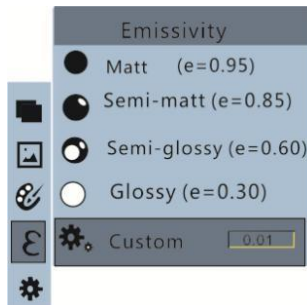 Emissivity
Matt (e=0.95)
Semi-matt (e=0.85)
Semi-glossy (e=0.60)
Glossy (e=0.30)
ε
Custom 0.01